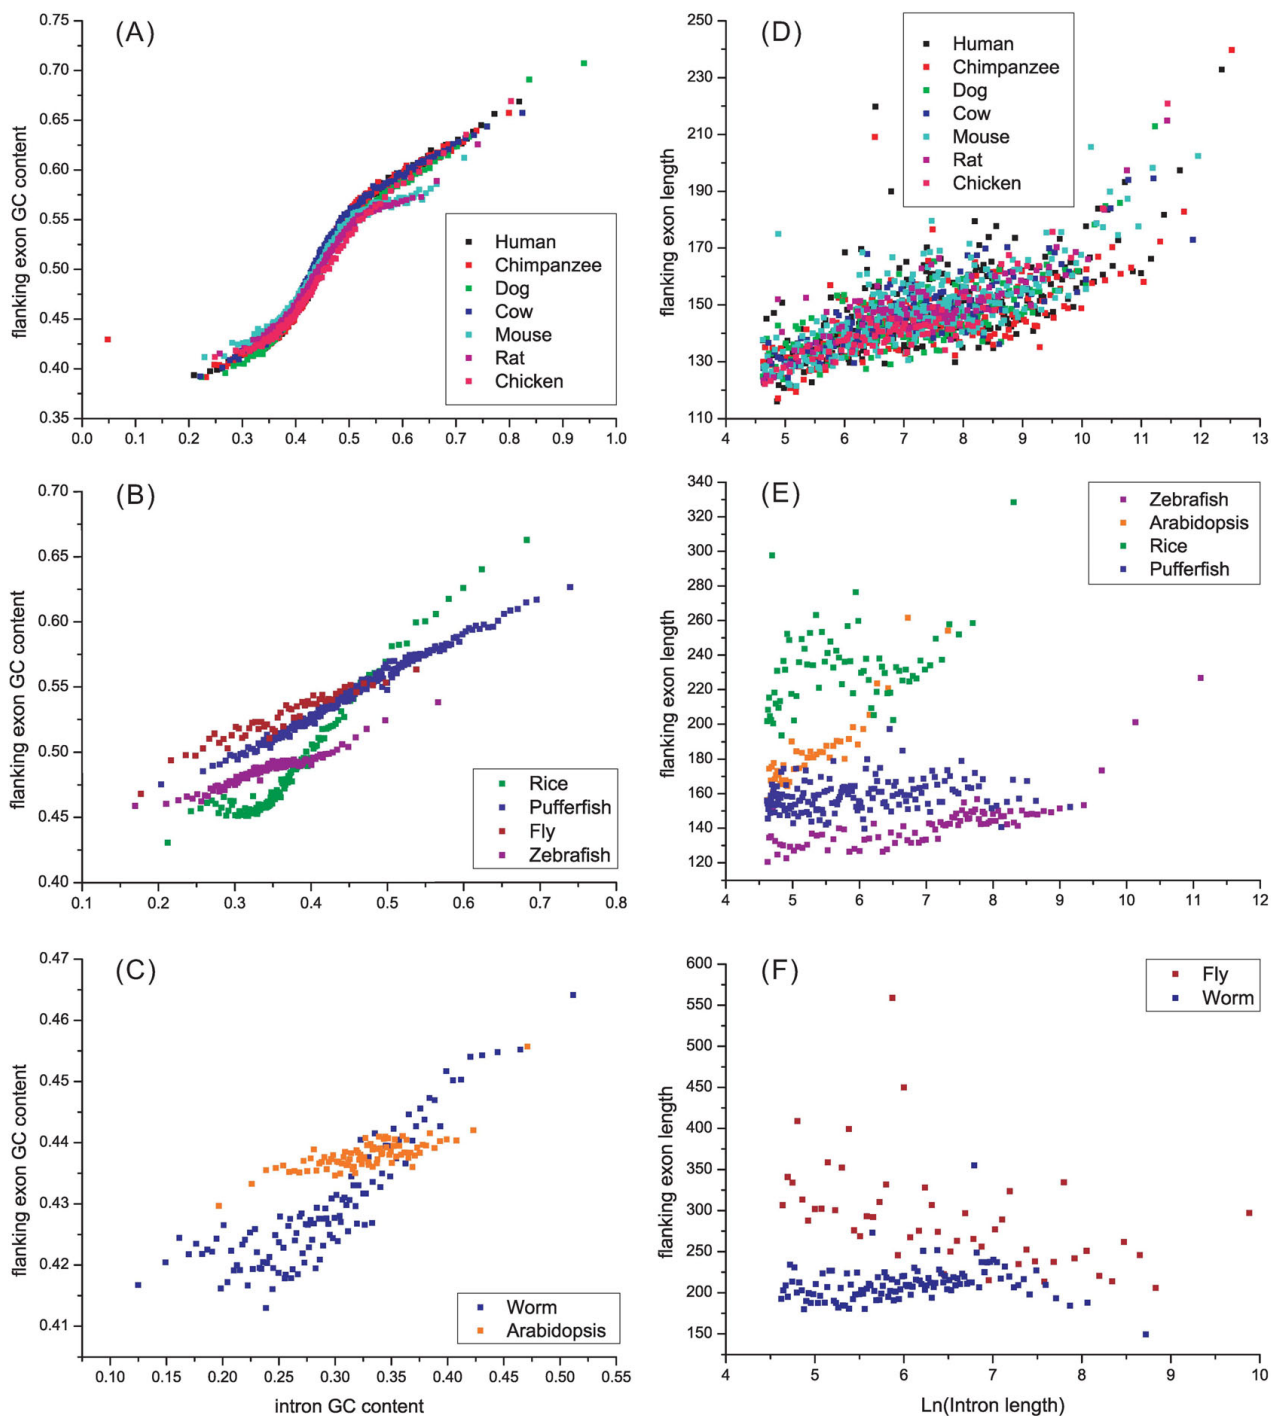 (A)
flanking exon GC content
0.75
0.70
0.65
0.60
0.55
0.50
0.45
0.40
0.35
0.0 0.1 0.2 0.3 0.4 0.5 0.6 0.7 0.8 0.9 1.0
Human
Chimpanzee
Dog
Cow
Mouse
Rat
Chicken
(D)
flanking exon length
250
230
210
190
170
150
130
110
4 5 6 7 8 9 10 11 12 13
Human
Chimpanzee
Dog
Cow
Mouse
Rat
Chicken
(B)
flanking exon GC content
0.70
0.65
0.60
0.55
0.50
0.45
0.40
0.1 0.2 0.3 0.4 0.5 0.6 0.7 0.8
Rice
Pufferfish
Fly
Zebrafish
(E)
flanking exon length
340
320
300
280
260
240
220
200
180
160
140
120
4 5 6 7 8 9 10 11 12
Zebrafish
Arabidopsis
Rice
Pufferfish
(C)
flanking exon GC content
0.47
0.46
0.45
0.44
0.43
0.42
0.41
0.10 0.15 0.20 0.25 0.30 0.35 0.40 0.45 0.50 0.55
intron GC content
Worm
Arabidopsis
(F)
flanking exon length
600
550
500
450
400
350
300
250
200
150
4 5 6 7 8 9 10
Ln(Intron length)
Fly
Worm